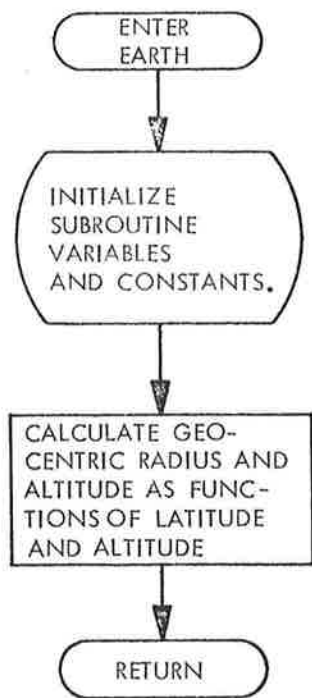 ENTER
EARTH
INITIALIZE
SUBROUTINE
VARIABLES
AND CONSTANTS.
CALCULATE GEO-
CENTRIC RADIUS AND
ALTITUDE AS FUNC-
TIONS OF LATITUDE
AND ALTITUDE
RETURN